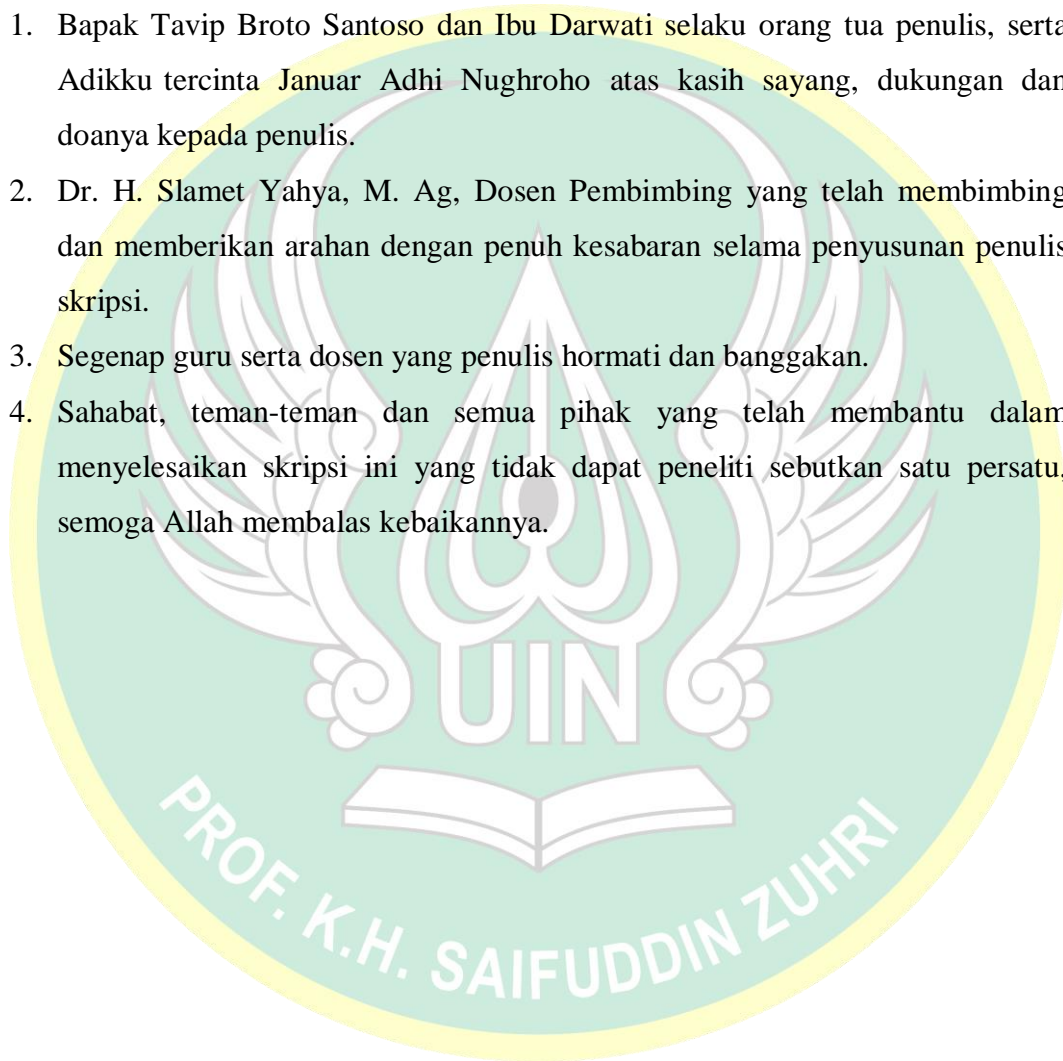 1. Bapak Tavip Broto Santoso dan Ibu Darwati selaku orang tua penulis, serta
Adikku tercinta Januar Adhi Nughroho atas kasih sayang, dukungan dan
doanya kepada penulis.
2. Dr. H. Slamet Yahya, M. Ag, Dosen Pembimbing yang telah membimbing
dan memberikan arahan dengan penuh kesabaran selama penyusunan penulis
skripsi.
3. Segenap guru serta dosen yang penulis hormati dan banggakan.
4. Sahabat, teman-teman dan semua pihak yang telah membantu dalam
menyelesaikan skripsi ini yang tidak dapat peneliti sebutkan satu persatu,
semoga Allah membalas kebaikannya.
UIN
PROF. K.H. SAIFUDDIN ZUHRI